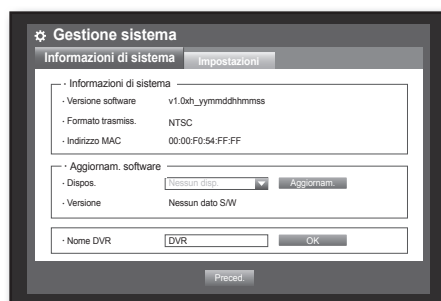 Gestione sistema
Informazioni di sistema Impostazioni
· Informazioni di sistema
· Versione software v1.0xh_yymmddhhmmss
· Formato trasmiss. NTSC
· Indirizzo MAC 00:00:F0:54:FF:FF
· Aggiornam. software
· Dispos. Nessun disp. Aggiornam.
· Versione Nessun dato S/W
· Nome DVR DVR OK
Preced.